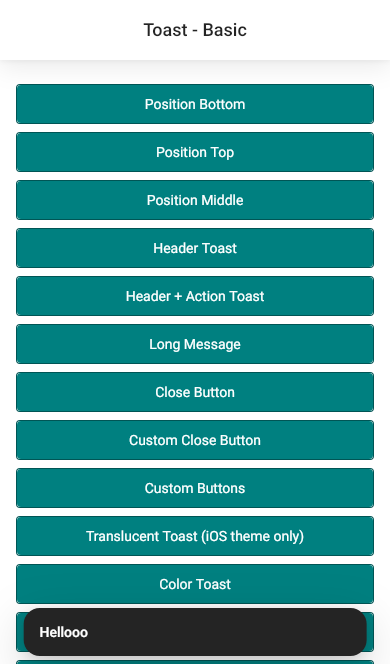 Toast - Basic
Position Bottom
Position Top
Position Middle
Header Toast
Header + Action Toast
Long Message
Close Button
Custom Close Button
Custom Buttons
Translucent Toast (iOS theme only)
Color Toast
Hellooo